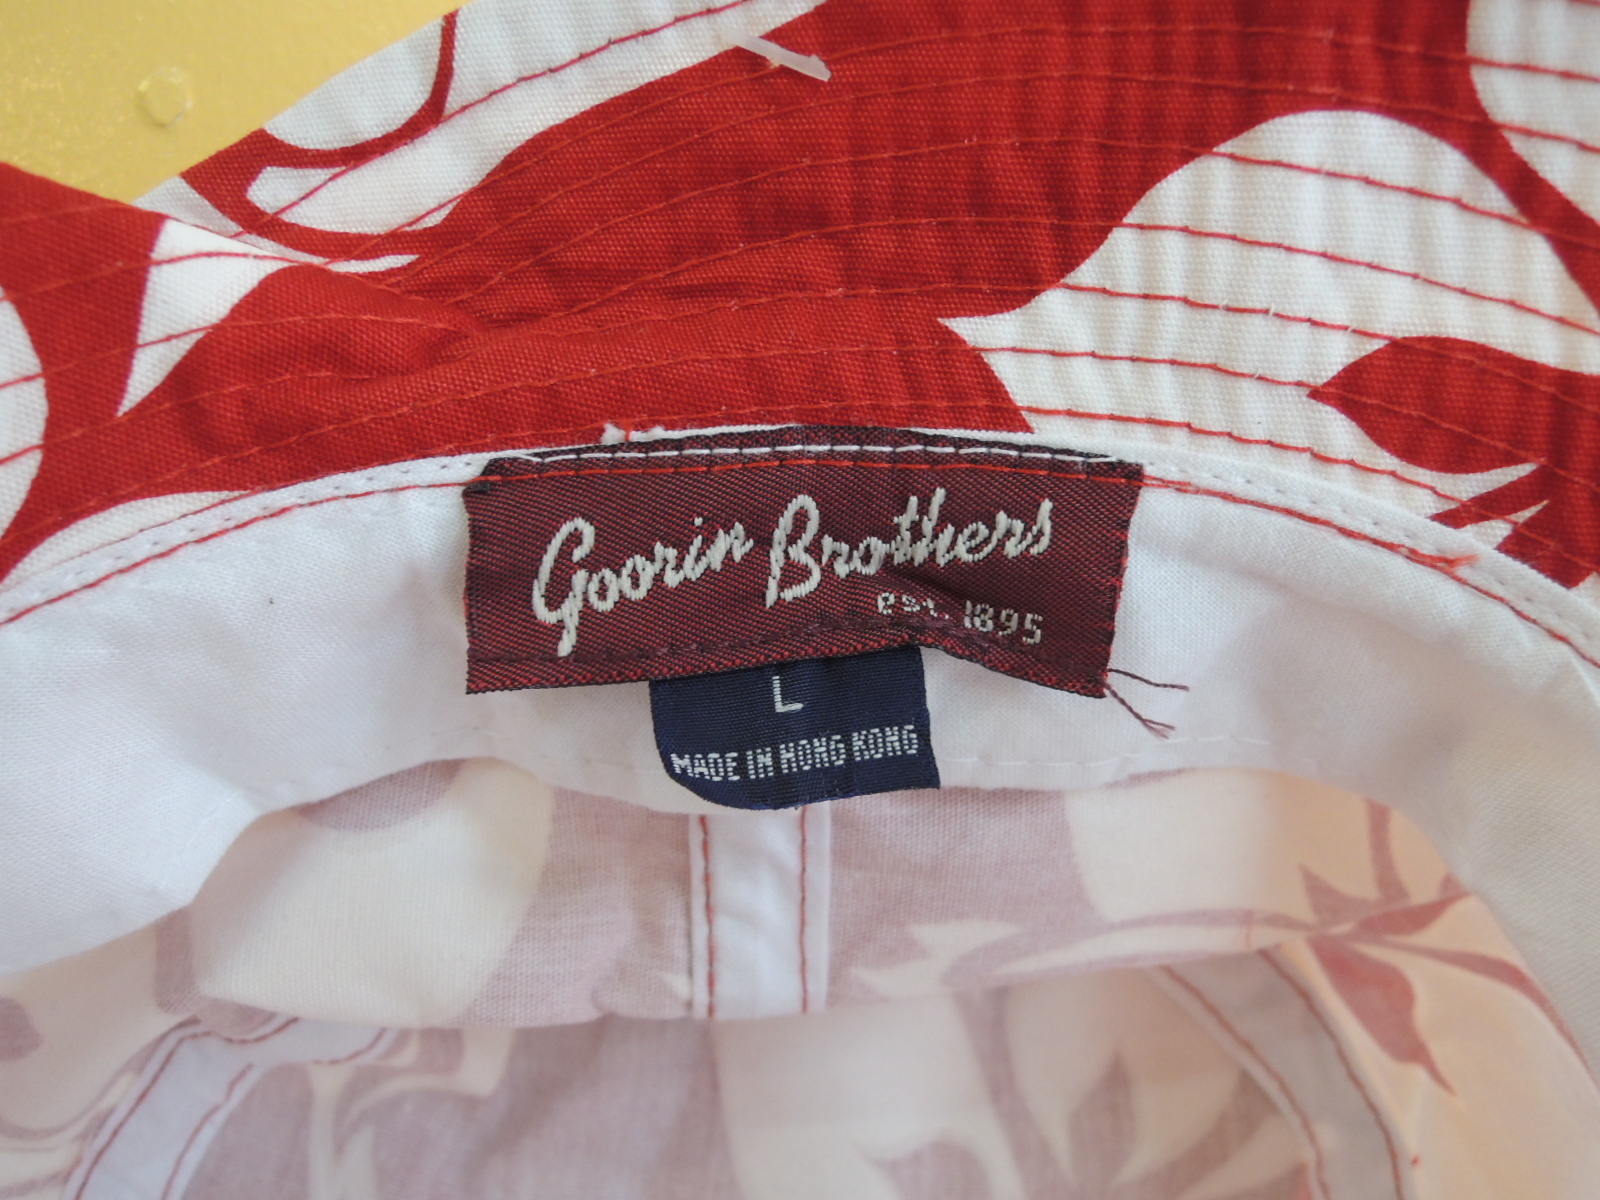 Goorin Brothers
est. 1895
L
MADE IN HONG KONG